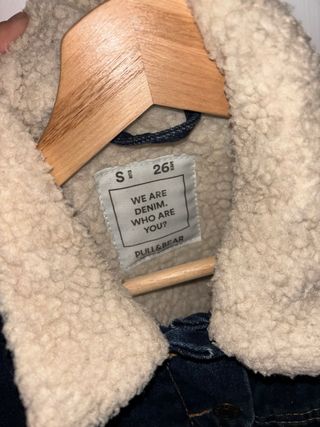 S 26
WE ARE
DENIM.
WHO ARE
YOU?
PULL&BEAR